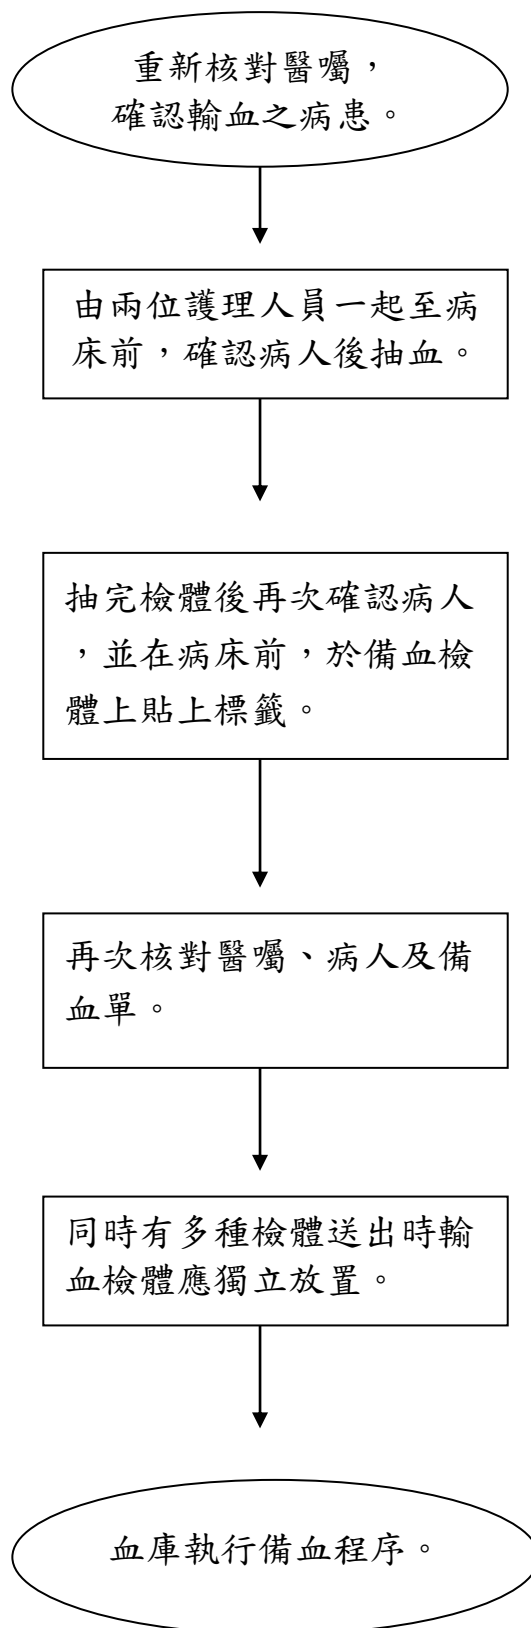 重新核對醫囑，
確認輸血之病患。
由兩位護理人員一起至病
床前，確認病人後抽血。
抽完檢體後再次確認病人
，並在病床前，於備血檢
體上貼上標籤。
再次核對醫囑、病人及備
血單。
同時有多種檢體送出時輸
血檢體應獨立放置。
血庫執行備血程序。